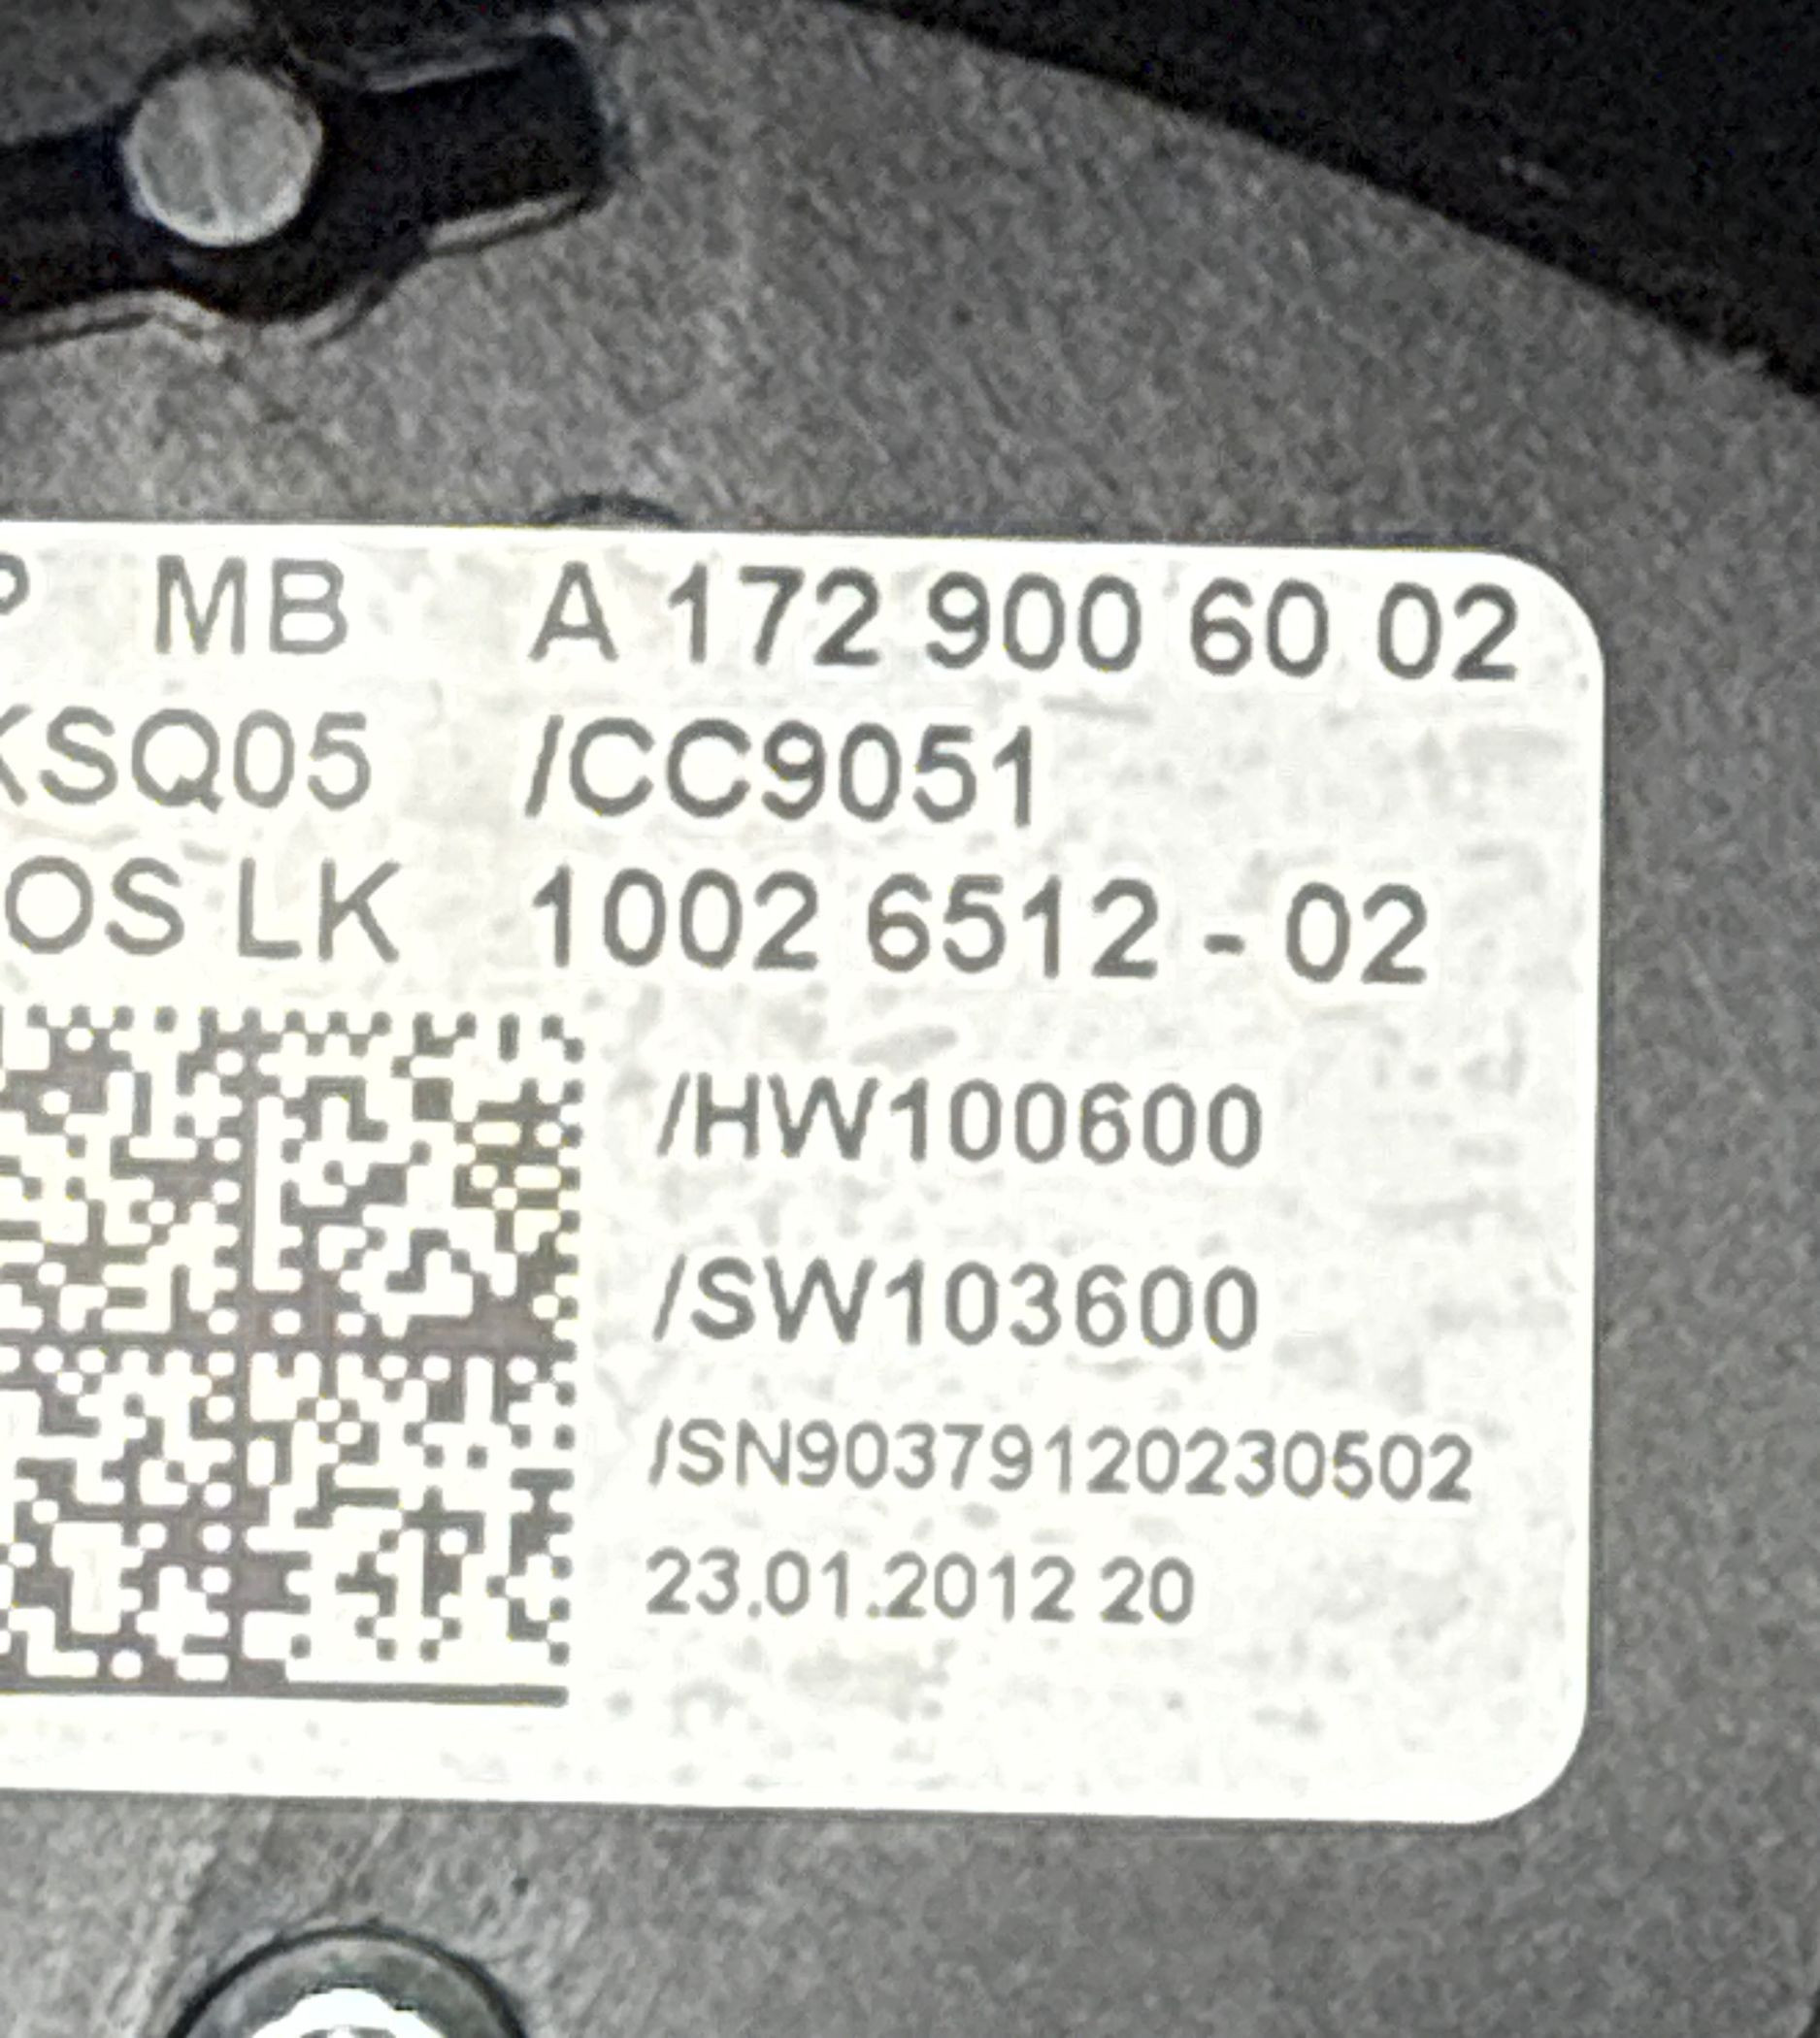 MB A 172 900 60 02
KSQ05 /CC9051
OS LK 1002 6512 - 02
/HW100600
/SW103600
/SN90379120230502
23.01.2012 20